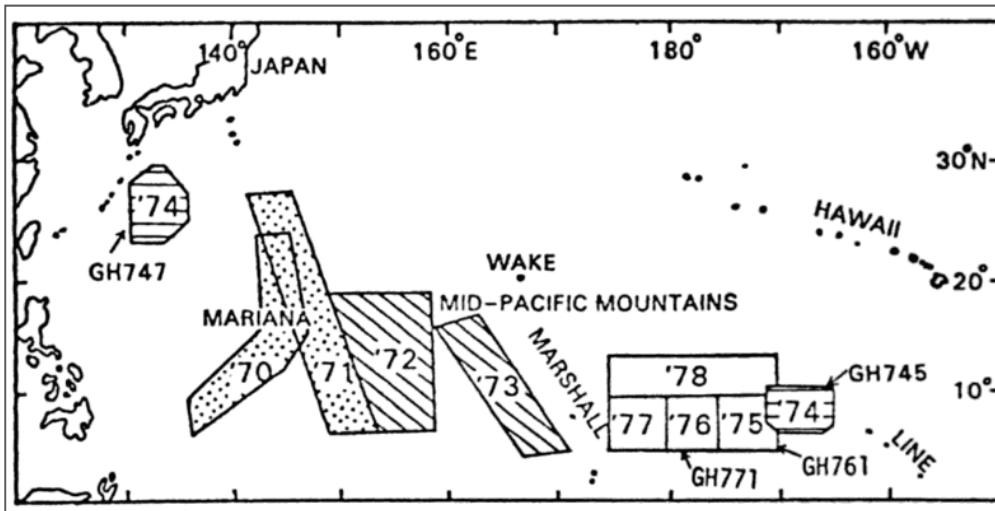 140° 160°E 180° 160°W
JAPAN
30°N
'74
HAWAII
GH747
WAKE
20°
MID-PACIFIC MOUNTAINS
MARIANA
MARSHALL
'70 '71 '72 '73
'78
GH745
10°
'77 '76 '75 '74
LINE
GH771
GH761